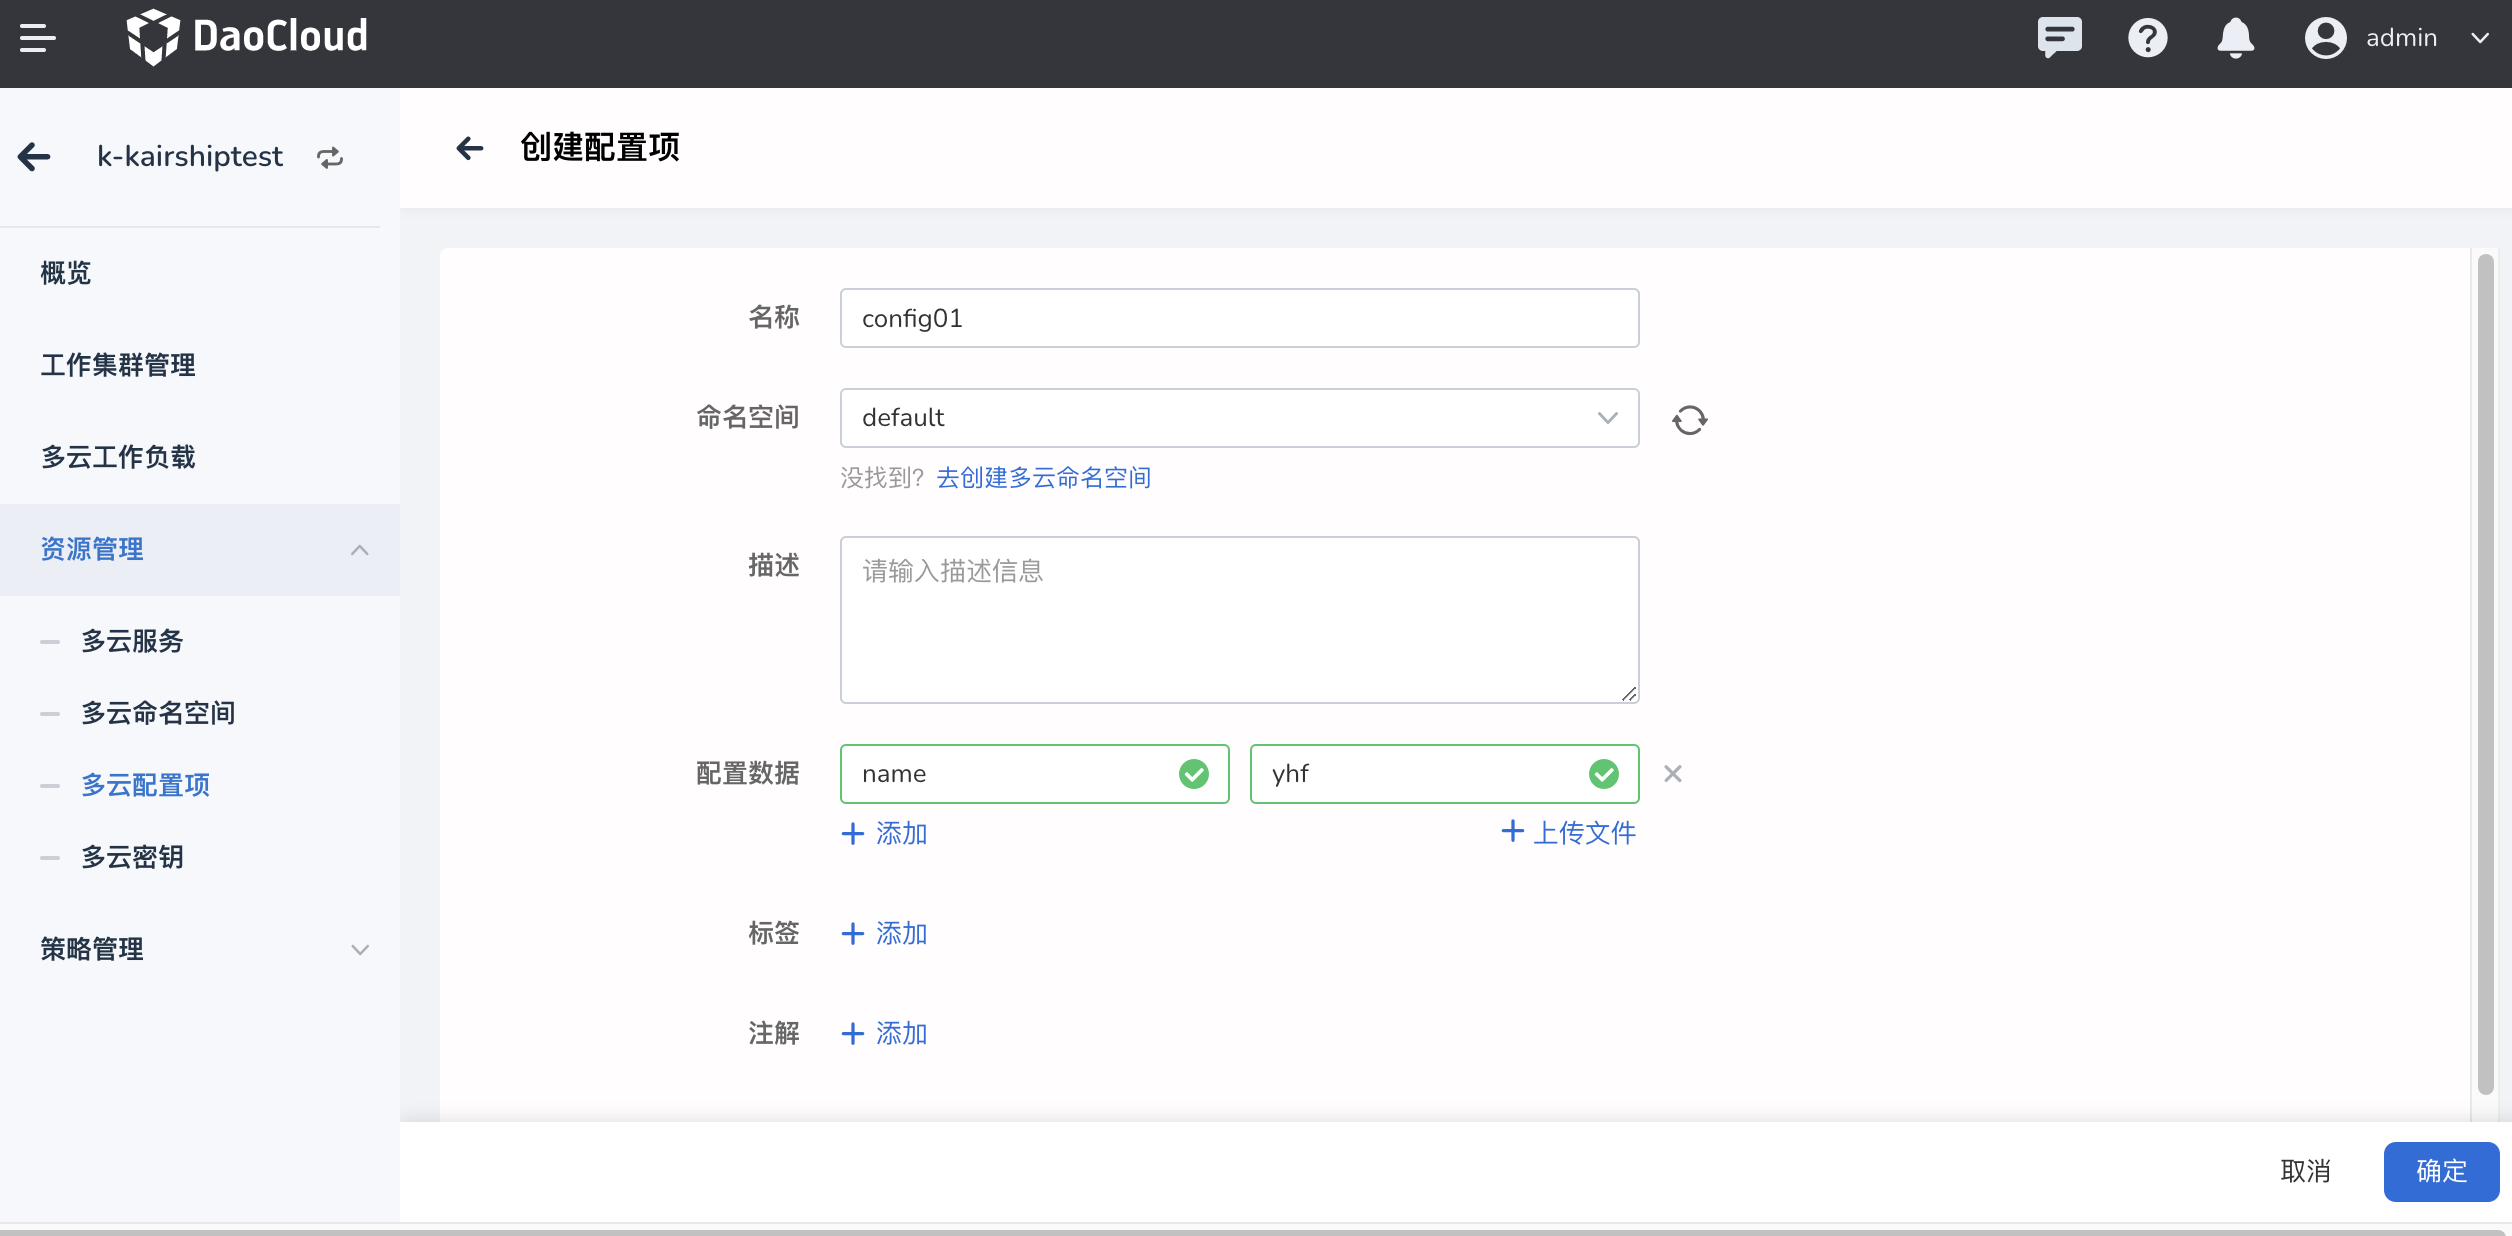 DaoCloud
admin
k-kairshiptest
概览
工作集群管理
多云工作负载
资源管理
多云服务
多云命名空间
多云配置项
多云密钥
策略管理
创建配置项
名称
config01
命名空间
default
没找到? 去创建多云命名空间
描述
请输入描述信息
配置数据
name
yhf
添加
上传文件
标签
添加
注解
添加
取消
确定